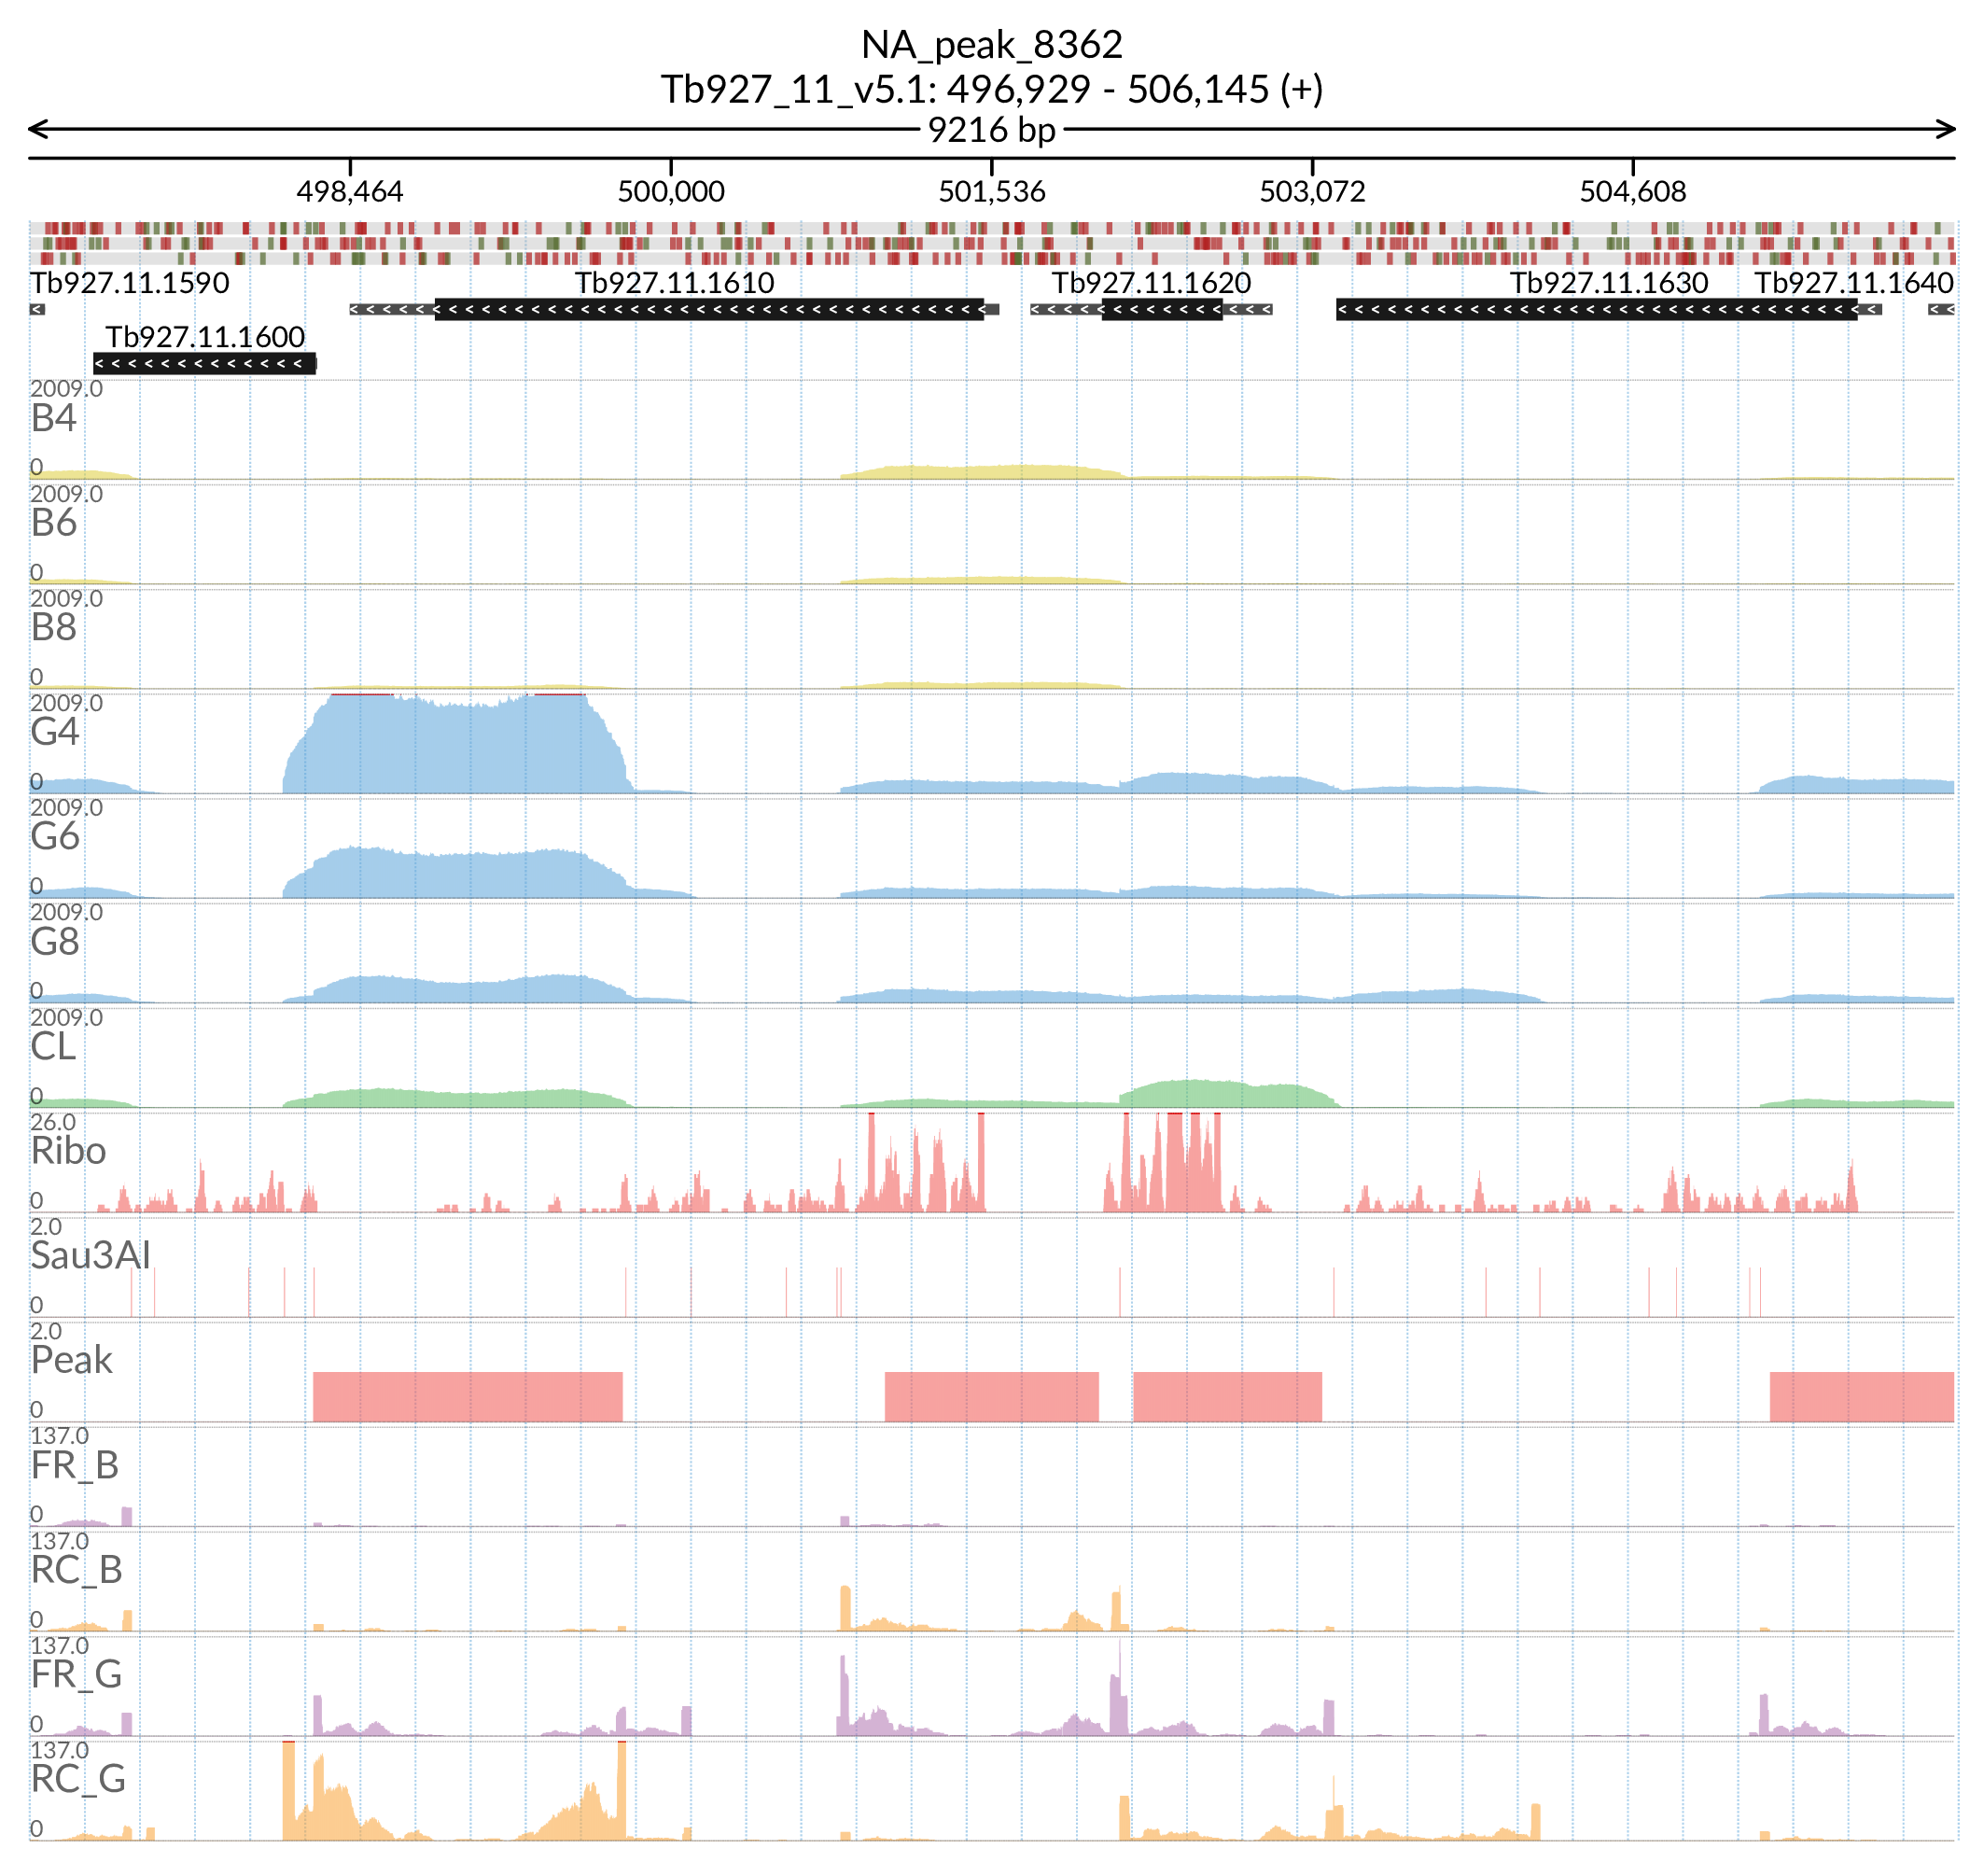 NA_peak_8362
Tb927_11_v5.1: 496,929 - 506,145 (+)
9216 bp
498,464 500,000 501,536 503,072 504,608
Tb927.11.1590 Tb927.11.1610 Tb927.11.1620 Tb927.11.1630 Tb927.11.1640
Tb927.11.1600
2009.0
B4
0
2009.0
B6
0
2009.0
B8
0
2009.0
G4
0
2009.0
G6
0
2009.0
G8
0
2009.0
CL
0
26.0
Ribo
0
2.0
Sau3AI
0
2.0
Peak
0
137.0
FR_B
0
137.0
RC_B
0
137.0
FR_G
0
137.0
RC_G
0